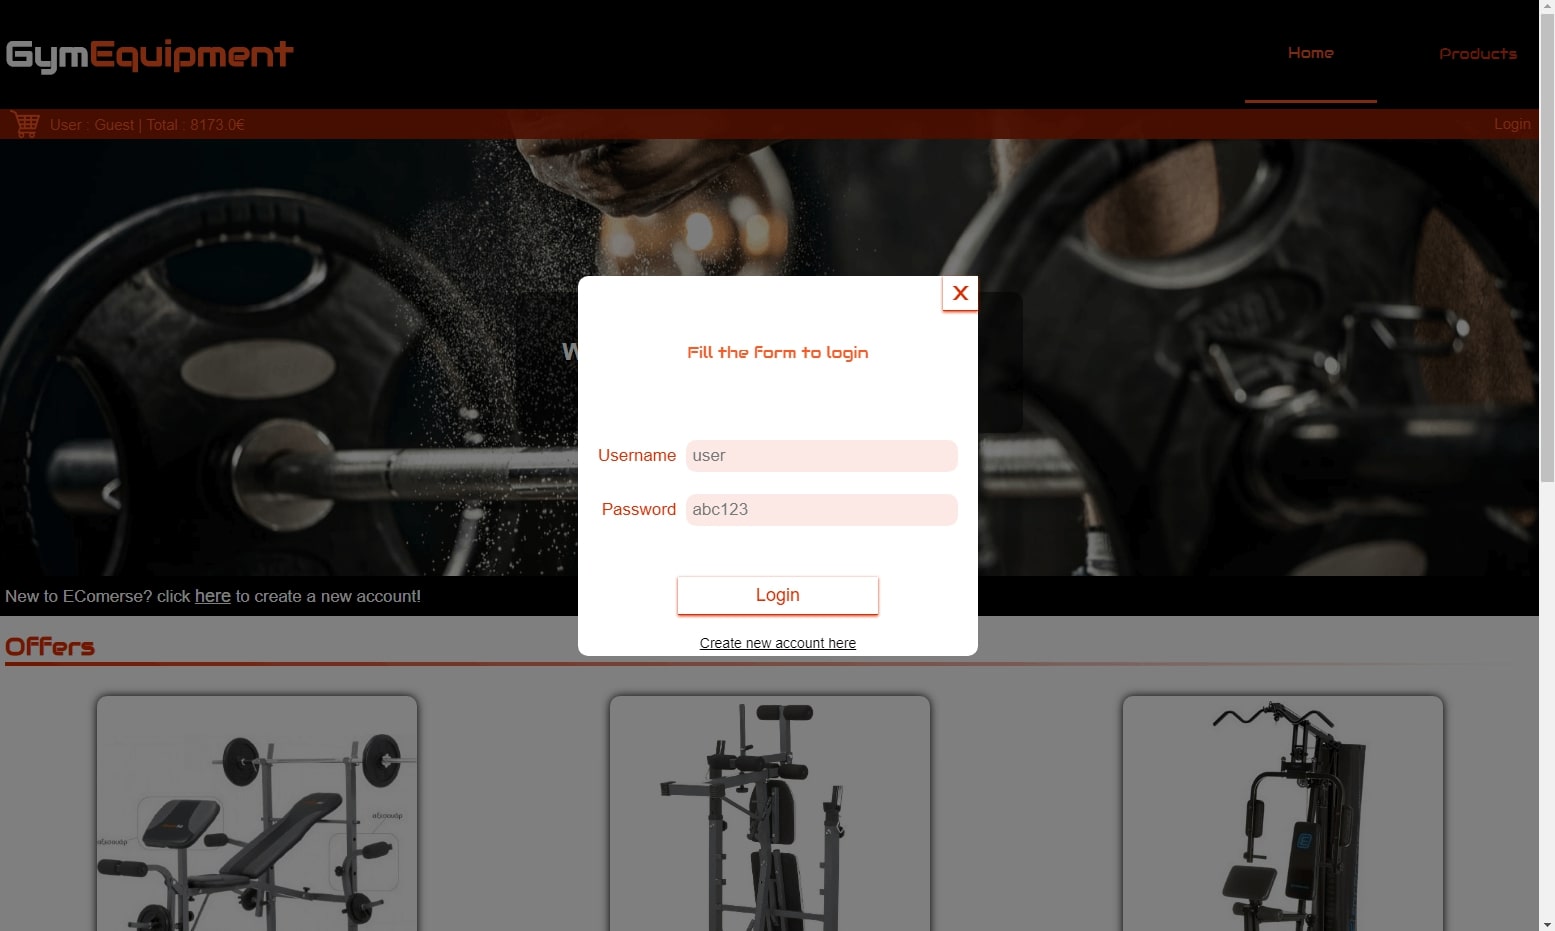 GymEquipment
Home
Products
User : Guest | Total : 8173.0€
Login
W
X
Fill the form to login
Username
user
Password
abc123
Login
Create new account here
New to EComerse? click here to create a new account!
Offers